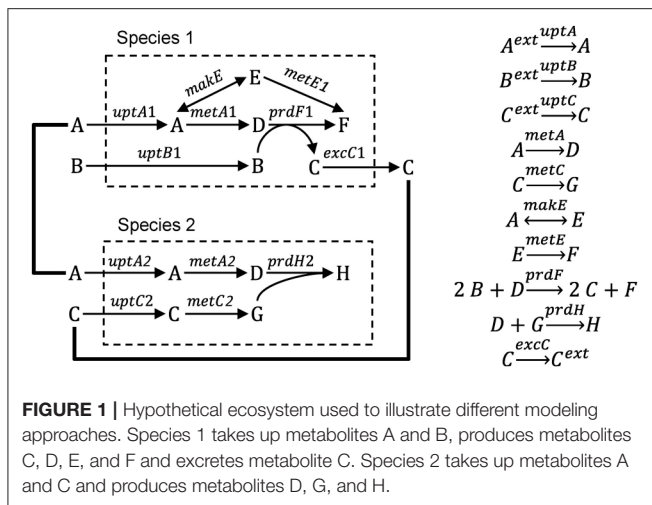 Species 1
makE E metE1
A uptA1 A metA1 D prdF1 F
B uptB1 B C excC1 C
Species 2
A uptA2 A metA2 D prdH2 H
C uptC2 C metC2 G
A^ext uptA→ A
B^ext uptB→ B
C^ext uptC→ C
A metA→ D
C metC→ G
A makE↔ E
E metE→ F
2 B + D prdF→ 2 C + F
D + G prdH→ H
C excC→ C^ext
FIGURE 1 | Hypothetical ecosystem used to illustrate different modeling
approaches. Species 1 takes up metabolites A and B, produces metabolites
C, D, E, and F and excretes metabolite C. Species 2 takes up metabolites A
and C and produces metabolites D, G, and H.